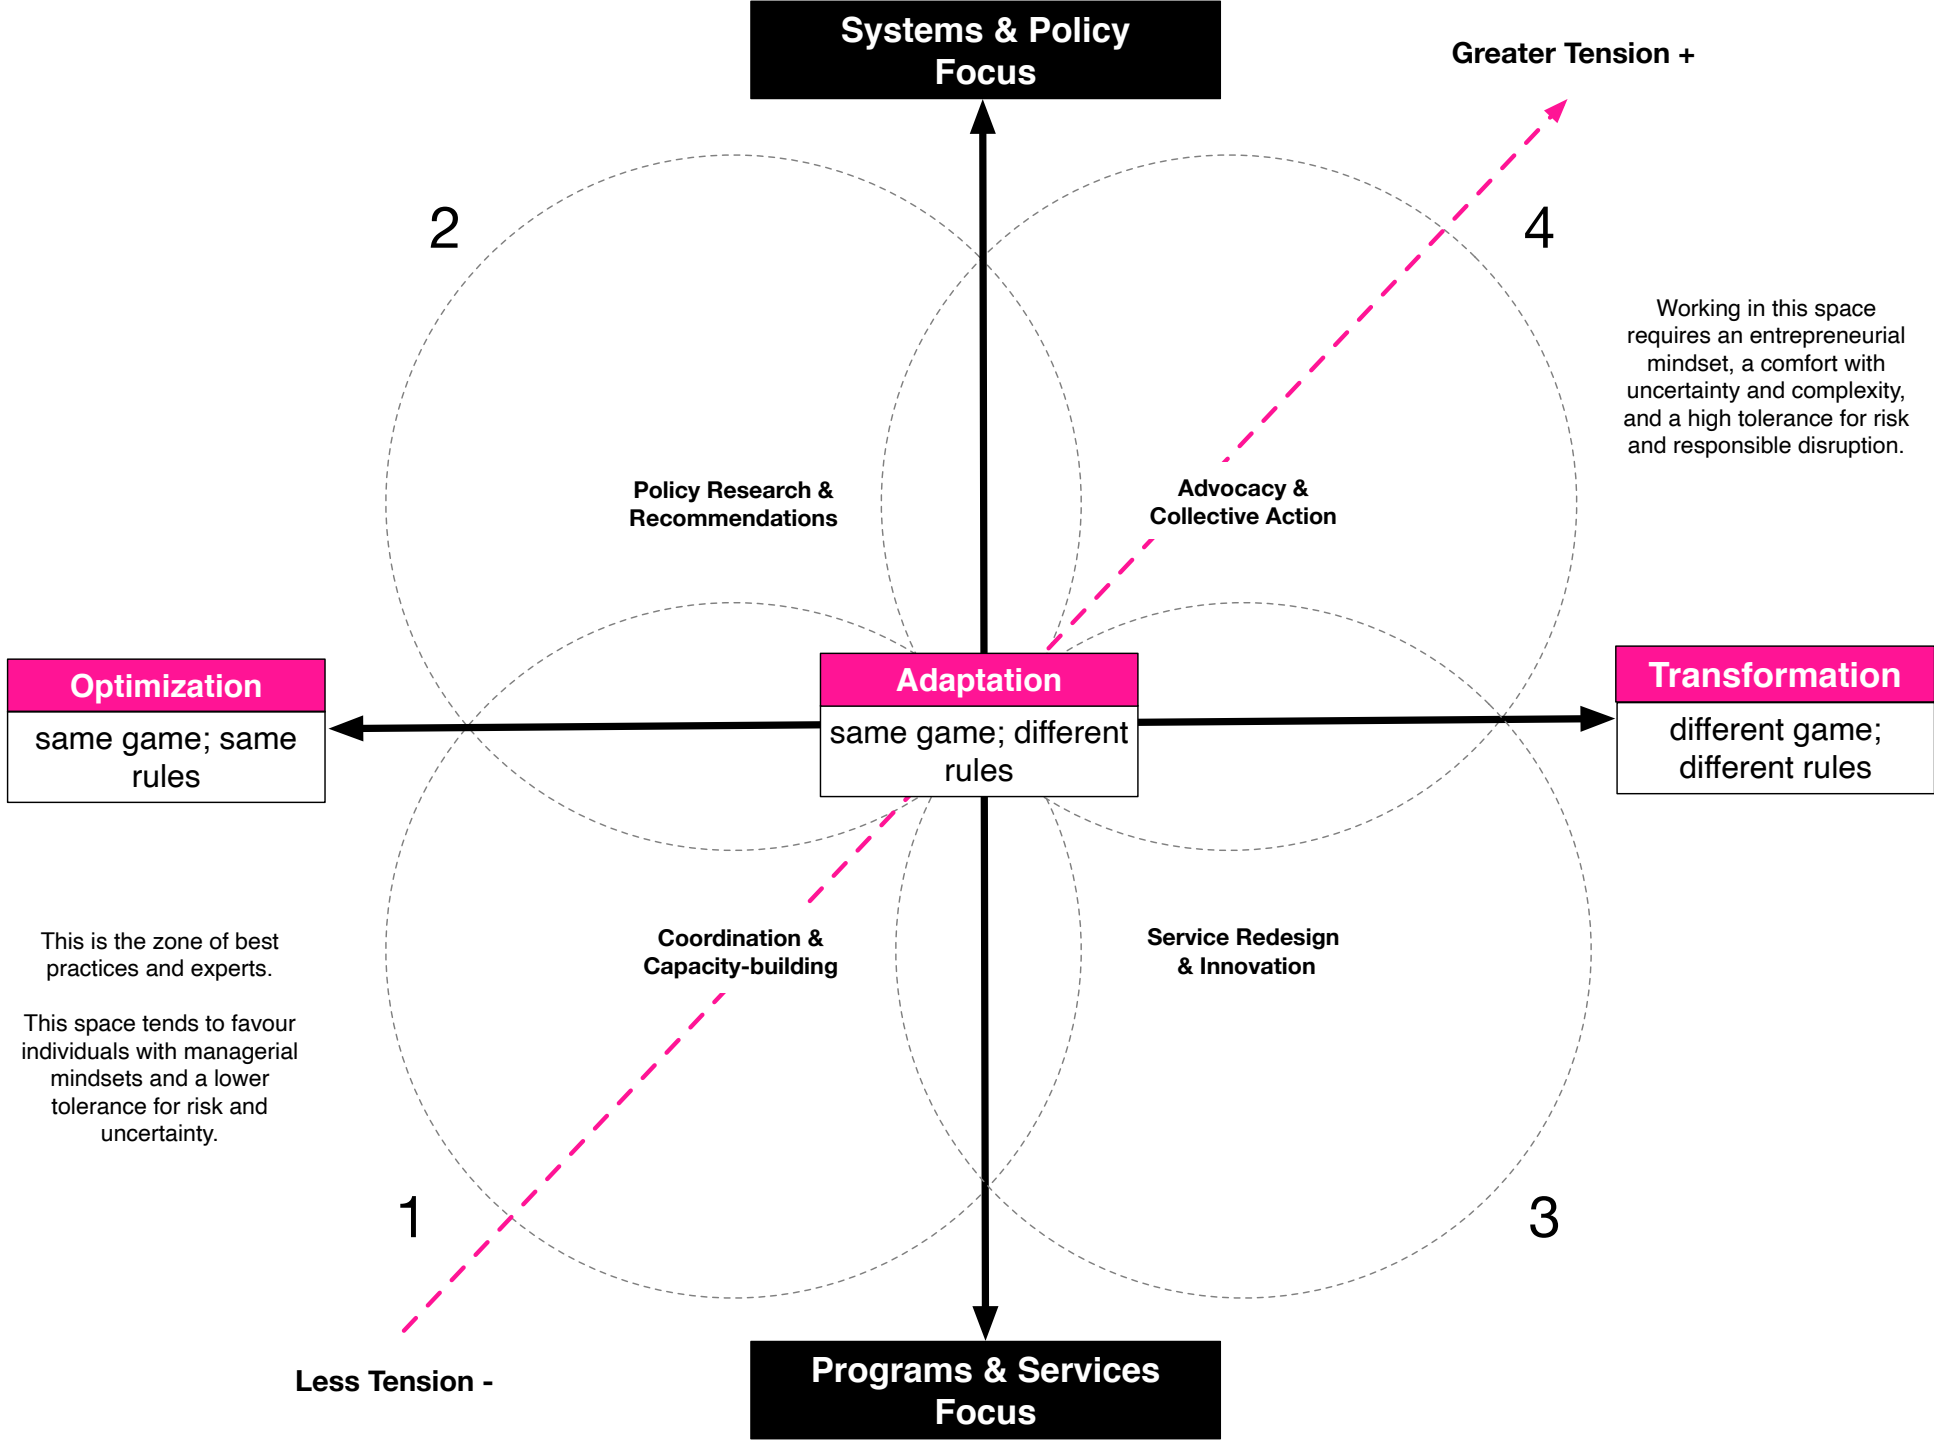 Systems & Policy
Focus
Greater Tension +
2
4
Working in this space
requires an entrepreneurial
mindset, a comfort with
uncertainty and complexity,
and a high tolerance for risk
and responsible disruption.
Policy Research &
Recommendations
Advocacy &
Collective Action
Optimization
same game; same
rules
Adaptation
same game; different
rules
Transformation
different game;
different rules
This is the zone of best
practices and experts.
This space tends to favour
individuals with managerial
mindsets and a lower
tolerance for risk and
uncertainty.
Coordination &
Capacity-building
Service Redesign
& Innovation
1
3
Less Tension -
Programs & Services
Focus